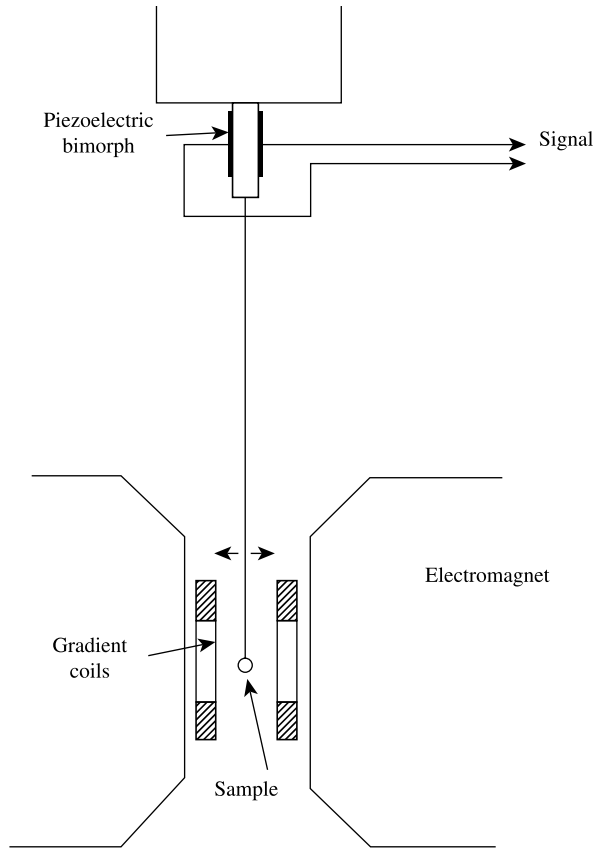 Piezoelectric
bimorph
Signal
Electromagnet
Gradient
coils
Sample